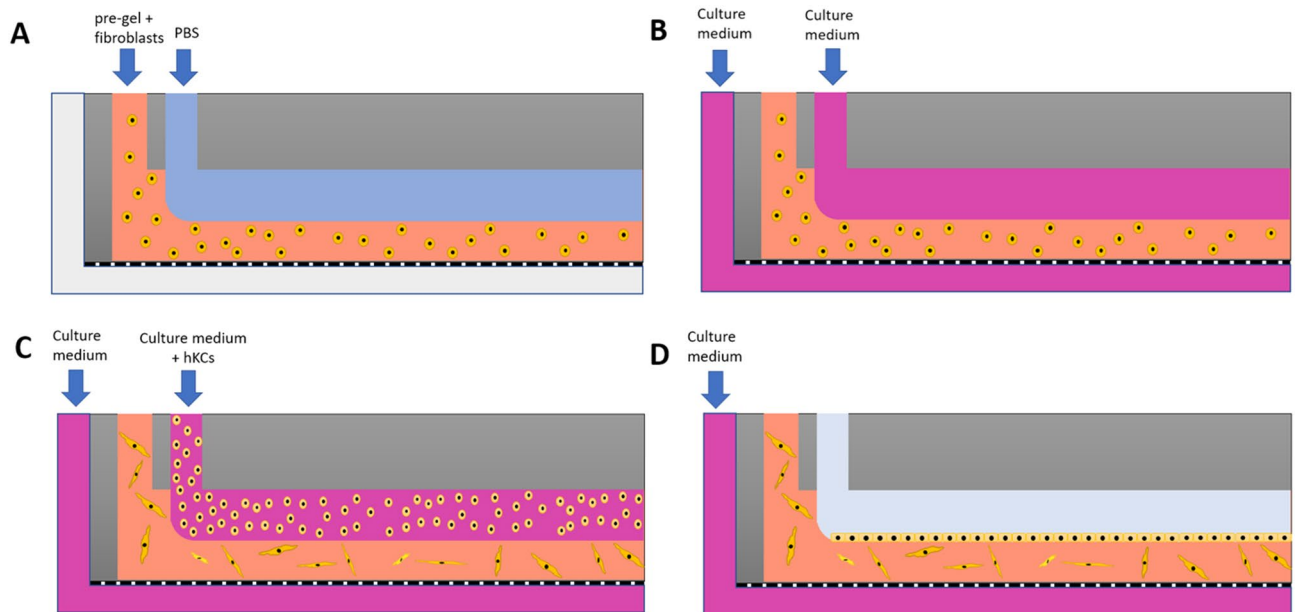 A
pre-gel +
fibroblasts
PBS
B
Culture
medium
Culture
medium
C
Culture
medium
Culture medium
+ hKCs
D
Culture
medium